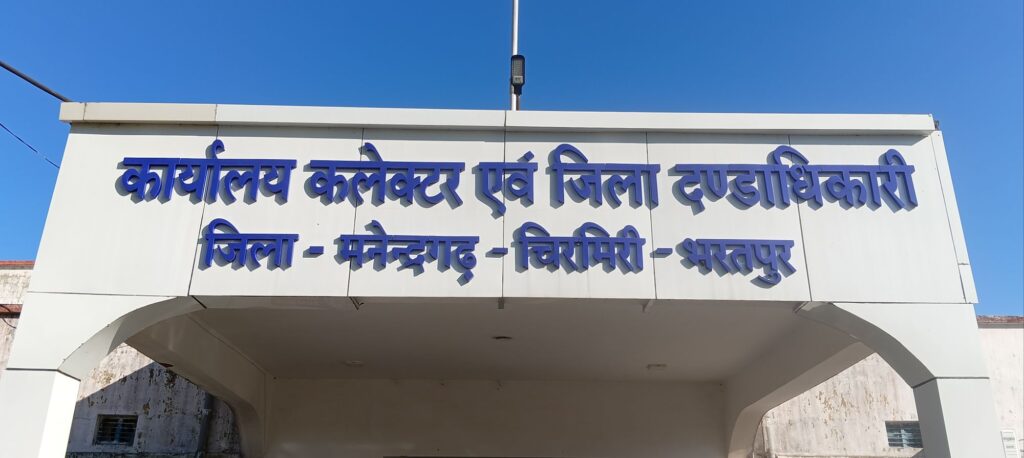 कार्यालय कलेक्टर एवं जिला दण्डाधिकारी
जिला - मनेन्द्रगढ़ - चिरमिरी - भरतपुर